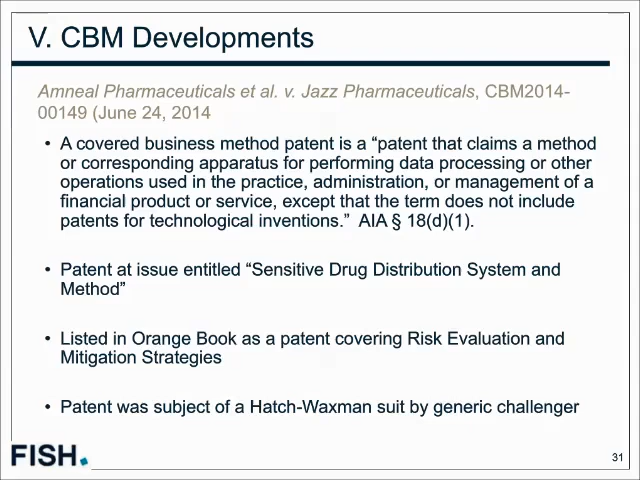 V. CBM Developments
Amneal Pharmaceuticals et al. v. Jazz Pharmaceuticals, CBM2014-
00149 (June 24, 2014
• A covered business method patent is a “patent that claims a method
or corresponding apparatus for performing data processing or other
operations used in the practice, administration, or management of a
financial product or service, except that the term does not include
patents for technological inventions.” AIA § 18(d)(1).
• Patent at issue entitled “Sensitive Drug Distribution System and
Method”
• Listed in Orange Book as a patent covering Risk Evaluation and
Mitigation Strategies
• Patent was subject of a Hatch-Waxman suit by generic challenger
FISH.
31